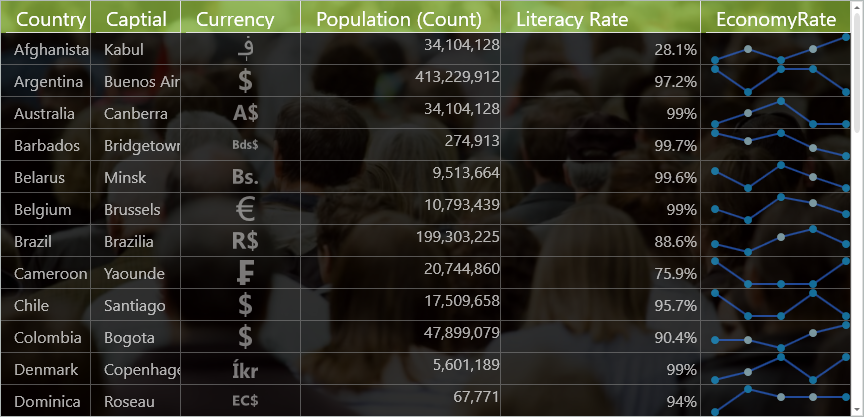 Country Captial Currency Population (Count) Literacy Rate EconomyRate
Afghanista Kabul ؋ 34,104,128 28.1%
Argentina Buenos Air $ 413,229,912 97.2%
Australia Canberra A$ 34,104,128 99%
Barbados Bridgetown Bds$ 274,913 99.7%
Belarus Minsk Bs. 9,513,664 99.6%
Belgium Brussels € 10,793,439 99%
Brazil Brazilia R$ 199,303,225 88.6%
Cameroon Yaounde ₣ 20,744,860 75.9%
Chile Santiago $ 17,509,658 95.7%
Colombia Bogota $ 47,899,079 90.4%
Denmark Copenhage Íkr 5,601,189 99%
Dominica Roseau EC$ 67,771 94%